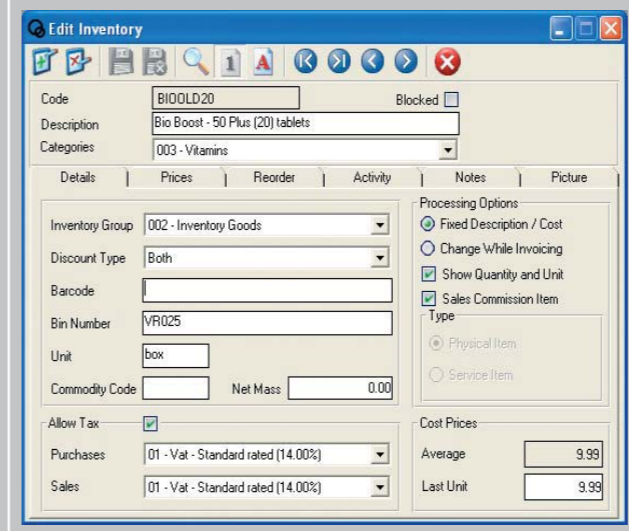 Edit Inventory
1 A
Code BIOOLD20 Blocked
Description Bio Boost - 50 Plus (20) tablets
Categories 003 - Vitamins
Details Prices Reorder Activity Notes Picture
Inventory Group 002 - Inventory Goods
Discount Type Both
Barcode
Bin Number VR025
Unit box
Commodity Code Net Mass 0.00
Processing Options
Fixed Description / Cost
Change While Invoicing
Show Quantity and Unit
Sales Commission Item
Type
Physical Item
Service Item
Allow Tax
Purchases 01 - Vat - Standard rated (14.00%)
Sales 01 - Vat - Standard rated (14.00%)
Cost Prices
Average 9.99
Last Unit 9.99